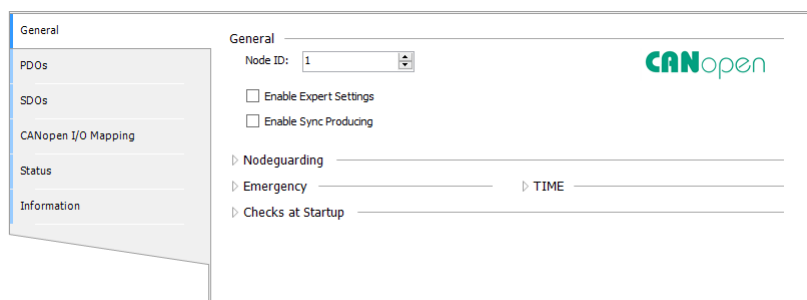 General
PDOs
SDOs
CANopen I/O Mapping
Status
Information
General
Node ID: 1
CANopen
Enable Expert Settings
Enable Sync Producing
Nodeguarding
Emergency TIME
Checks at Startup